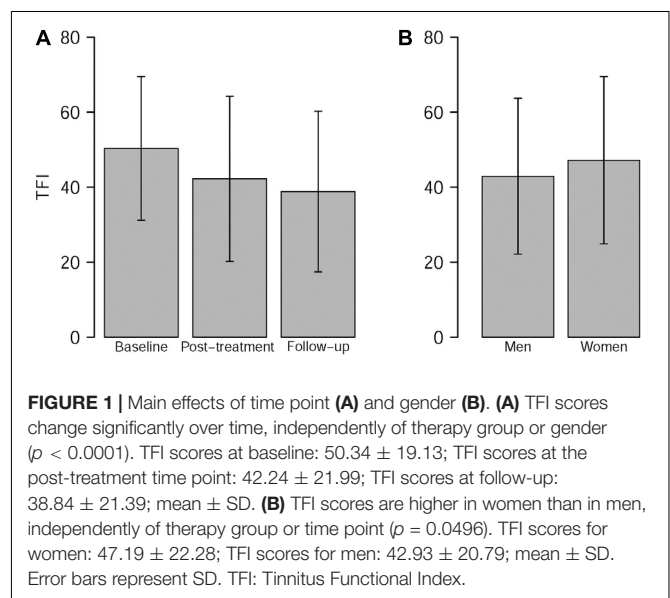 A
B
80
60
40
20
0
TFI
Baseline
Post−treatment
Follow−up
80
60
40
20
0
Men
Women
FIGURE 1 | Main effects of time point (A) and gender (B). (A) TFI scores
change significantly over time, independently of therapy group or gender
(p < 0.0001). TFI scores at baseline: 50.34 ± 19.13; TFI scores at the
post-treatment time point: 42.24 ± 21.99; TFI scores at follow-up:
38.84 ± 21.39; mean ± SD. (B) TFI scores are higher in women than in men,
independently of therapy group or time point (p = 0.0496). TFI scores for
women: 47.19 ± 22.28; TFI scores for men: 42.93 ± 20.79; mean ± SD.
Error bars represent SD. TFI: Tinnitus Functional Index.